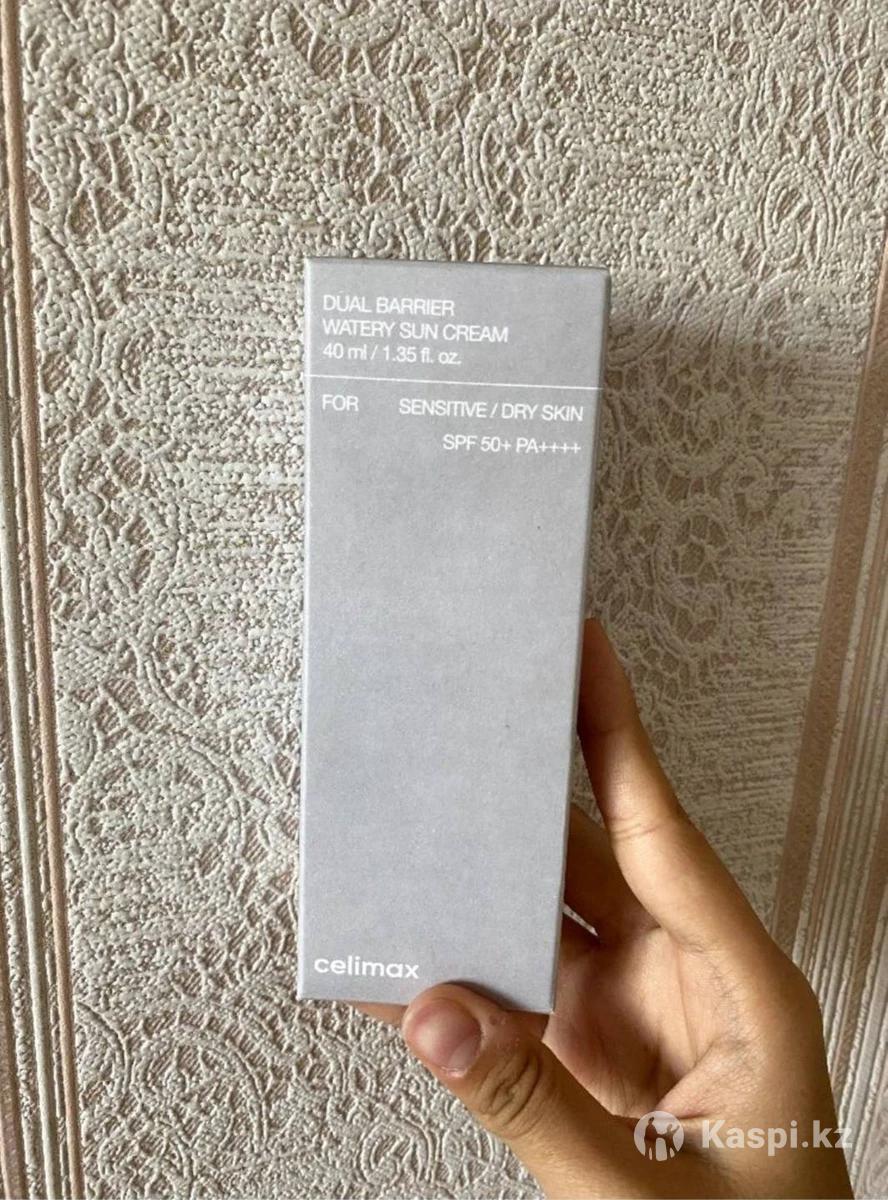 DUAL BARRIER
WATERY SUN CREAM
40 ml / 1.35 fl. oz.
FOR SENSITIVE / DRY SKIN
SPF 50+ PA++++
celimax
Kaspi.kz